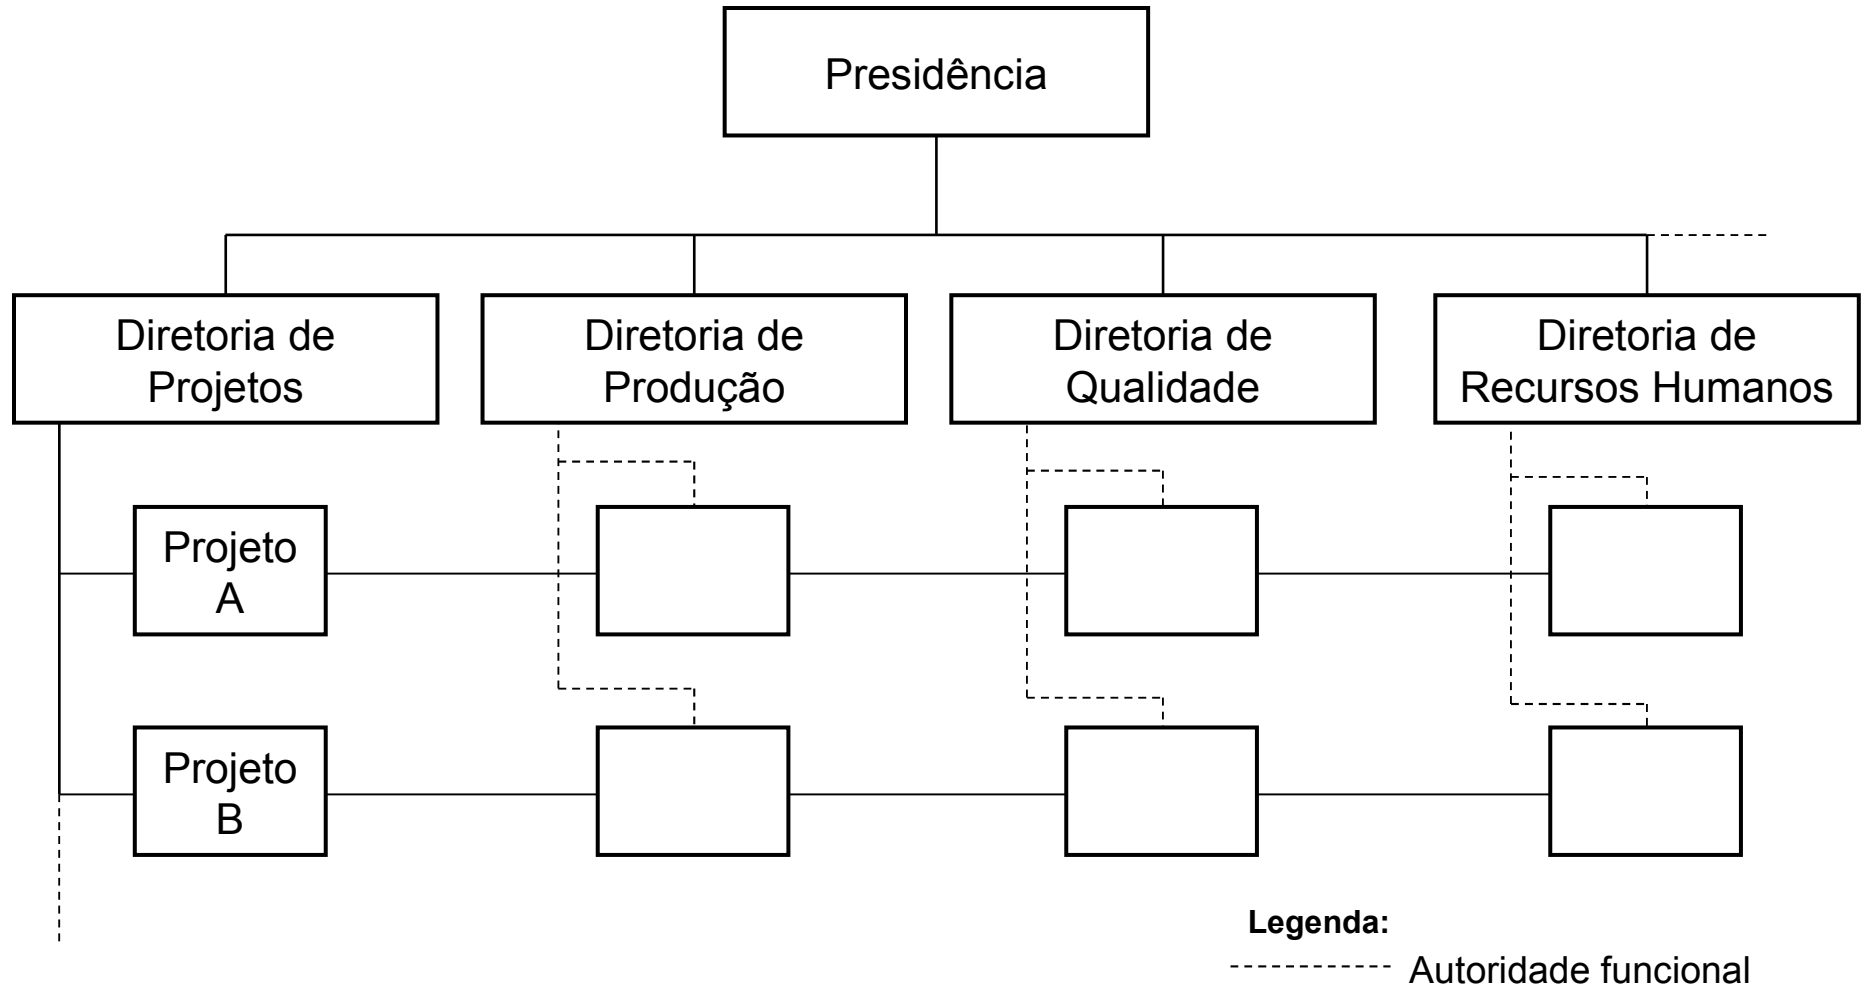 Presidência
Diretoria de
Projetos
Diretoria de
Produção
Diretoria de
Qualidade
Diretoria de
Recursos Humanos
Projeto
A
Projeto
B
Legenda:
Autoridade funcional